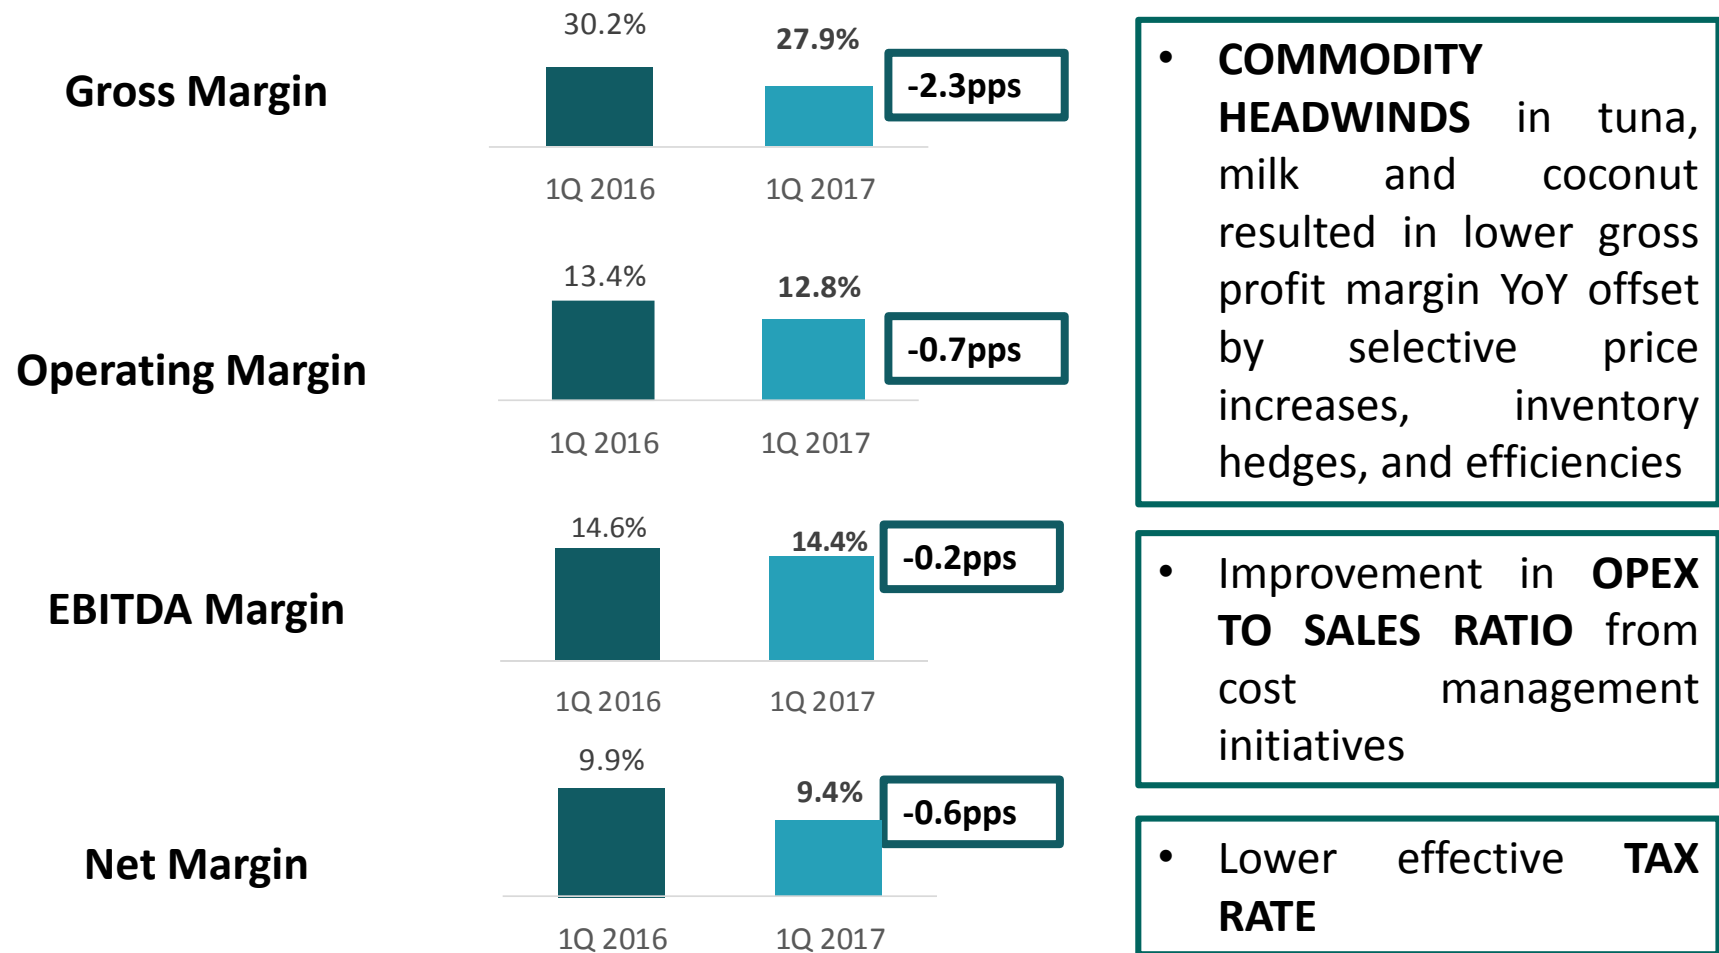 Gross Margin
30.2%
27.9%
-2.3pps
1Q 2016
1Q 2017
Operating Margin
13.4%
12.8%
-0.7pps
1Q 2016
1Q 2017
EBITDA Margin
14.6%
14.4%
-0.2pps
1Q 2016
1Q 2017
Net Margin
9.9%
9.4%
-0.6pps
1Q 2016
1Q 2017
• COMMODITY
HEADWINDS in tuna,
milk and coconut
resulted in lower gross
profit margin YoY offset
by selective price
increases, inventory
hedges, and efficiencies
• Improvement in OPEX
TO SALES RATIO from
cost management
initiatives
• Lower effective TAX
RATE